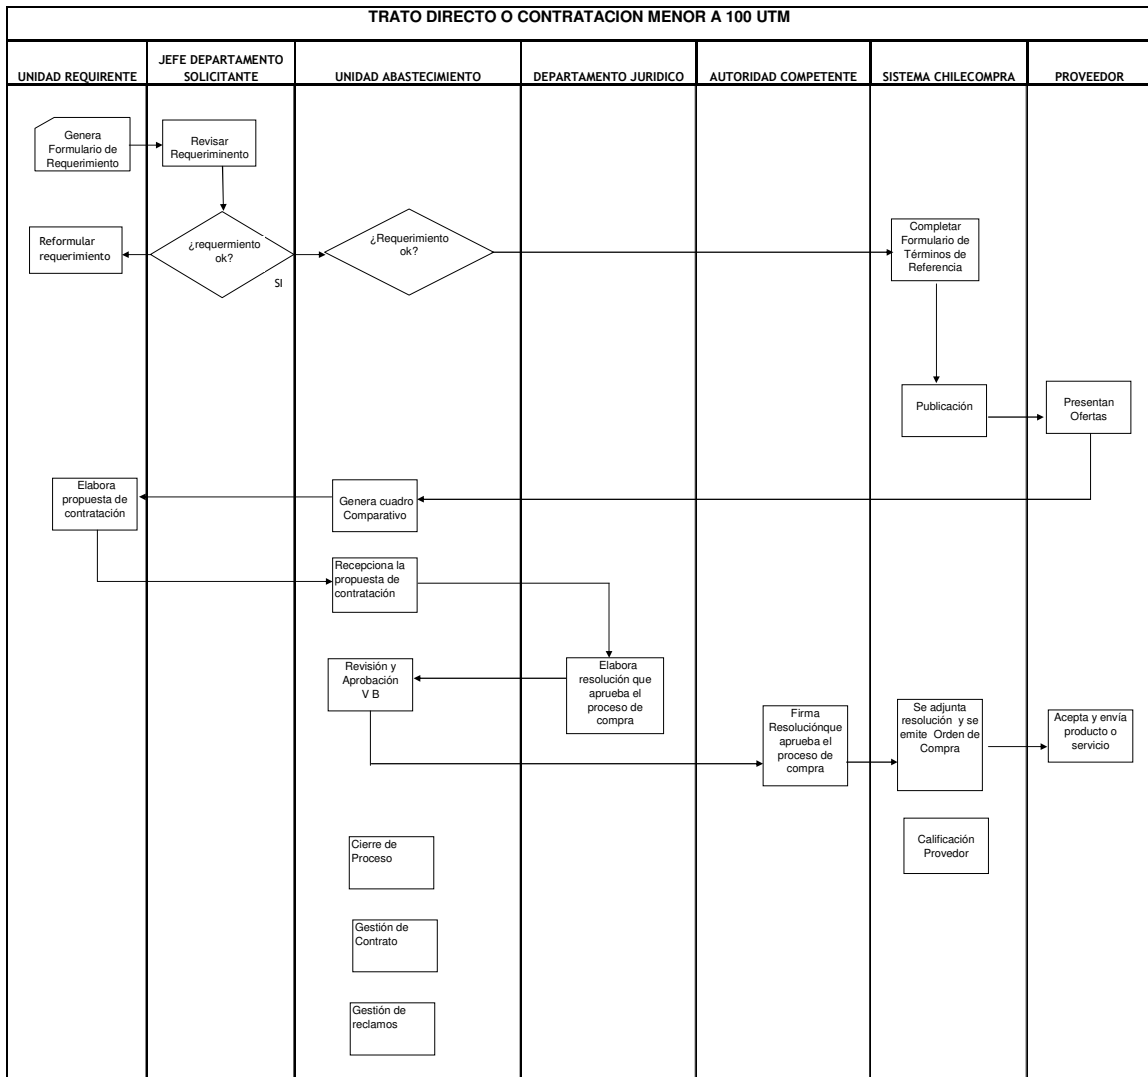 TRATO DIRECTO O CONTRATACION MENOR A 100 UTM
UNIDAD REQUIRENTE
JEFE DEPARTAMENTO
SOLICITANTE
UNIDAD ABASTECIMIENTO
DEPARTAMENTO JURIDICO
AUTORIDAD COMPETENTE
SISTEMA CHILECOMPRA
PROVEEDOR
Genera
Formulario de
Requerimiento
Revisar
Requeriminento
Reformular
requerimiento
¿requermiento
ok?
SI
¿Requerimiento
ok?
Completar
Formulario de
Términos de
Referencia
Publicación
Presentan
Ofertas
Elabora
propuesta de
contratación
Genera cuadro
Comparativo
Recepciona la
propuesta de
contratación
Revisión y
Aprobación
V B
Elabora
resolución que
aprueba el
proceso de
compra
Firma
Resoluciónque
aprueba el
proceso de
compra
Se adjunta
resolución y se
emite Orden de
Compra
Acepta y envía
producto o
servicio
Cierre de
Proceso
Calificación
Provedor
Gestión de
Contrato
Gestión de
reclamos